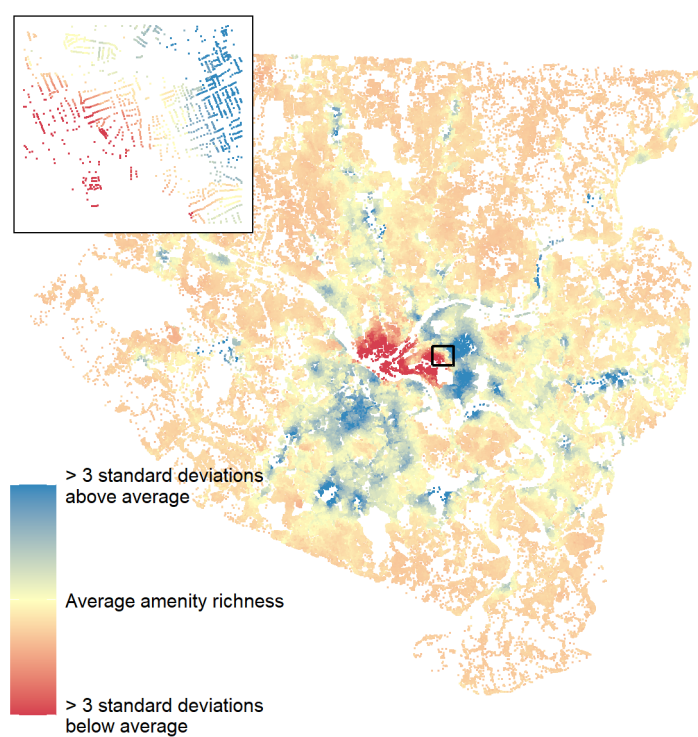 > 3 standard deviations
above average
Average amenity richness
> 3 standard deviations
below average